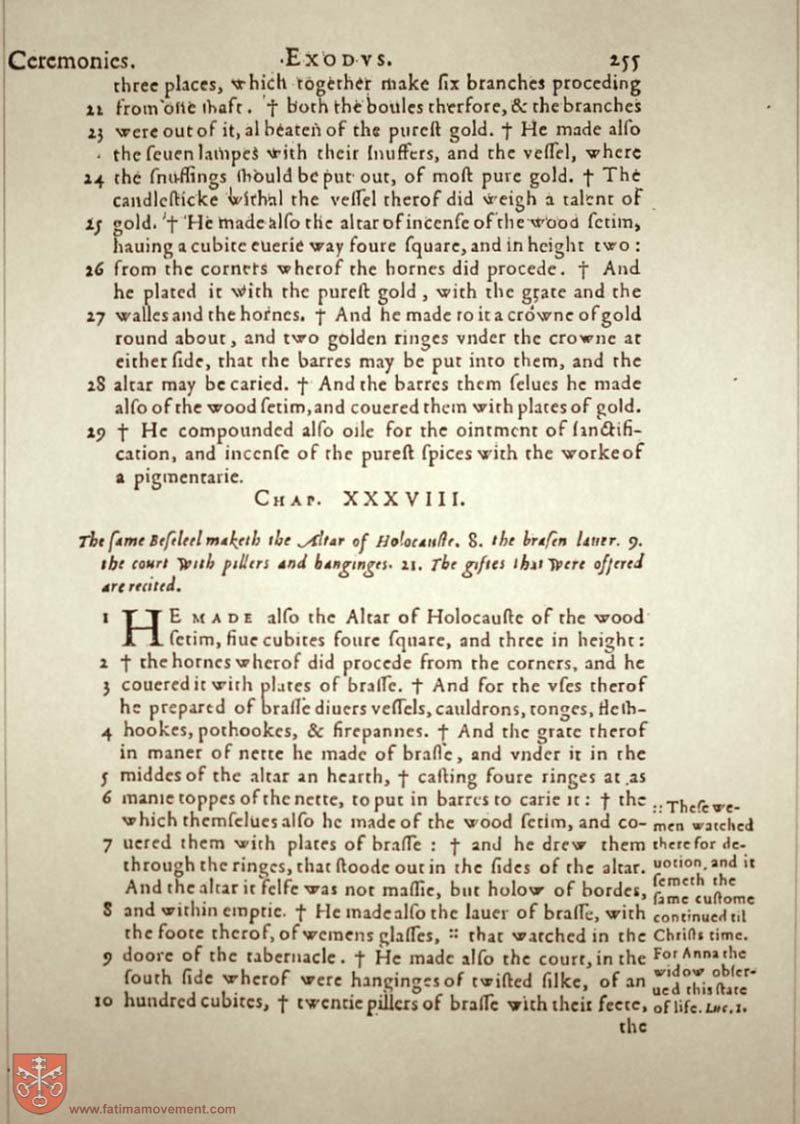 Ceremonies. EXODVS. 255
three places, which together make ſix branches proceding
22 from one ſhaft. † both the boules therfore, & the branches
23 were out of it, al beaten of the pureſt gold. † He made alſo
the ſeuen lampes with their ſnuffers, and the veſſel, where
24 the ſnuffings ſhould be put out, of moſt pure gold. † The
candleſticke withal the veſſel therof did weigh a talent of
25 gold. † He made alſo the altar of incenſe of the wood ſetim,
hauing a cubite euerie way foure ſquare, and in height two:
26 from the corners wherof the hornes did procede. † And
he plated it with the pureſt gold, with the grate and the
27 walles and the hornes. † And he made to it a crowne of gold
round about, and two golden ringes vnder the crowne at
either ſide, that the barres may be put into them, and the
28 altar may be caried. † And the barres them ſelues he made
alſo of the wood ſetim, and couered them with plates of gold.
29 † He compounded alſo oile for the ointment of ſanctifi-
cation, and incenſe of the pureſt ſpices with the worke of
a pigmentarie.
CHAP. XXXVIII.
The ſame Beſeleel maketh the Altar of Holocauſte. 8. the braſen lauer. 9.
the court with pillers and hanginges. 21. The giftes that were offered
are recited.
1 HE MADE alſo the Altar of Holocauſte of the wood
ſetim, fiue cubites foure ſquare, and three in height:
2 † the hornes wherof did procede from the corners, and he
3 couered it with plates of braſſe. † And for the vſes therof
he prepared of braſſe diuers veſſels, cauldrons, tonges, fleſh-
4 hookes, pothookes, & firepannes. † And the grate therof
in maner of nette he made of braſſe, and vnder it in the
5 middes of the altar an hearth, † caſting foure ringes at as
6 manie toppes of the nette, to put in barres to carie it: † the
which themſelues alſo he made of the wood ſetim, and co-
7 uered them with plates of braſſe: † and he drew them
through the ringes, that ſtoode out in the ſides of the altar.
And the altar it ſelfe was not maſſie, but holow of bordes,
8 and within emptie. † He made alſo the lauer of braſſe, with
the foote therof, of wemens glaſſes, :: that watched in the
9 doore of the tabernacle. † He made alſo the court, in the
ſouth ſide wherof were hanginges of twiſted ſilke, of an
10 hundred cubites, † twentie pillers of braſſe with their feete,
the
:: Theſe we-
men watched
there for de-
uotion, and it
ſemeth the
ſame cuſtome
continued til
Chriſts time.
For Anna the
widow obſer-
ued this ſtate
of life. Luc. 1.
www.fatimamovement.com